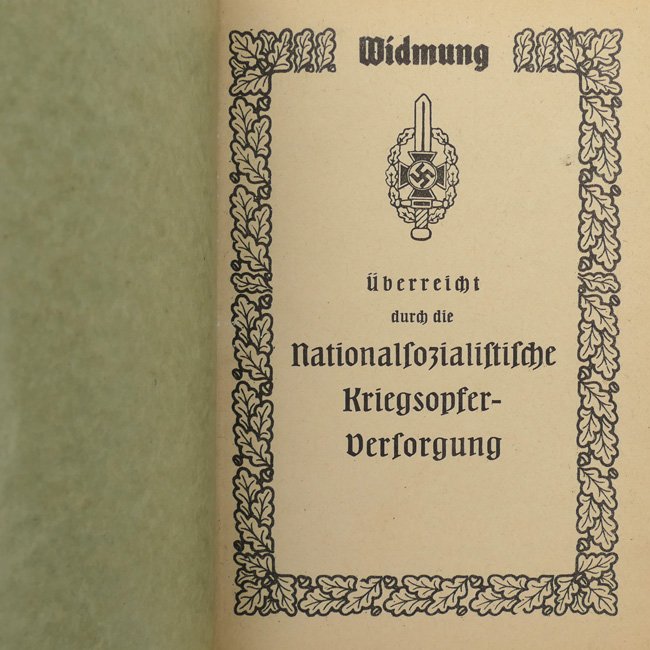 Widmung
Überreicht
durch die
Nationalsozialistische
Kriegsopfer-
Versorgung